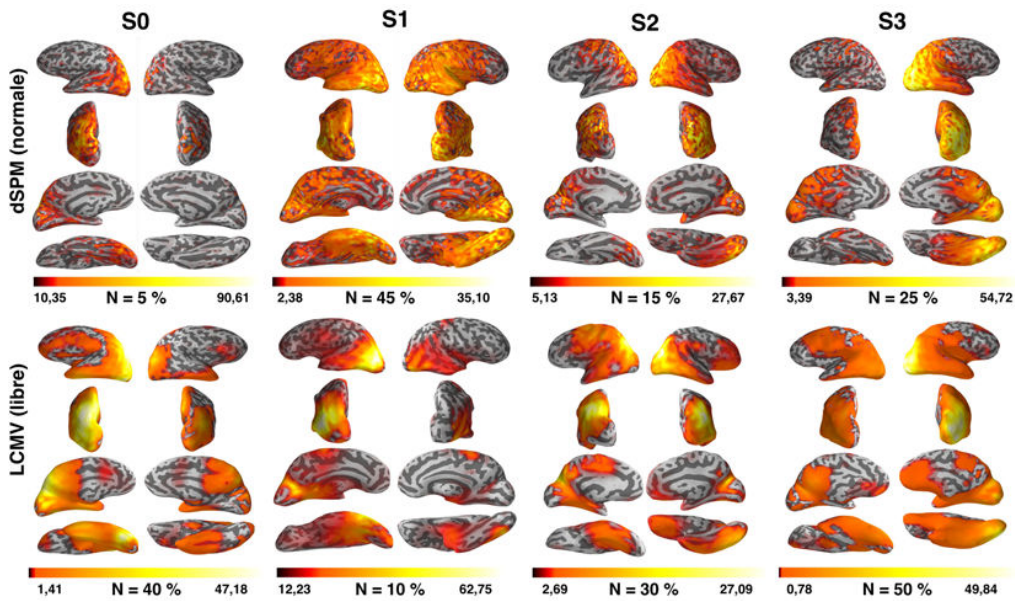 S0 S1 S2 S3
dSPM (normale)
10,35 N = 5 % 90,61 2,38 N = 45 % 35,10 5,13 N = 15 % 27,67 3,39 N = 25 % 54,72
LCMV (libre)
1,41 N = 40 % 47,18 12,23 N = 10 % 62,75 2,69 N = 30 % 27,09 0,78 N = 50 % 49,84